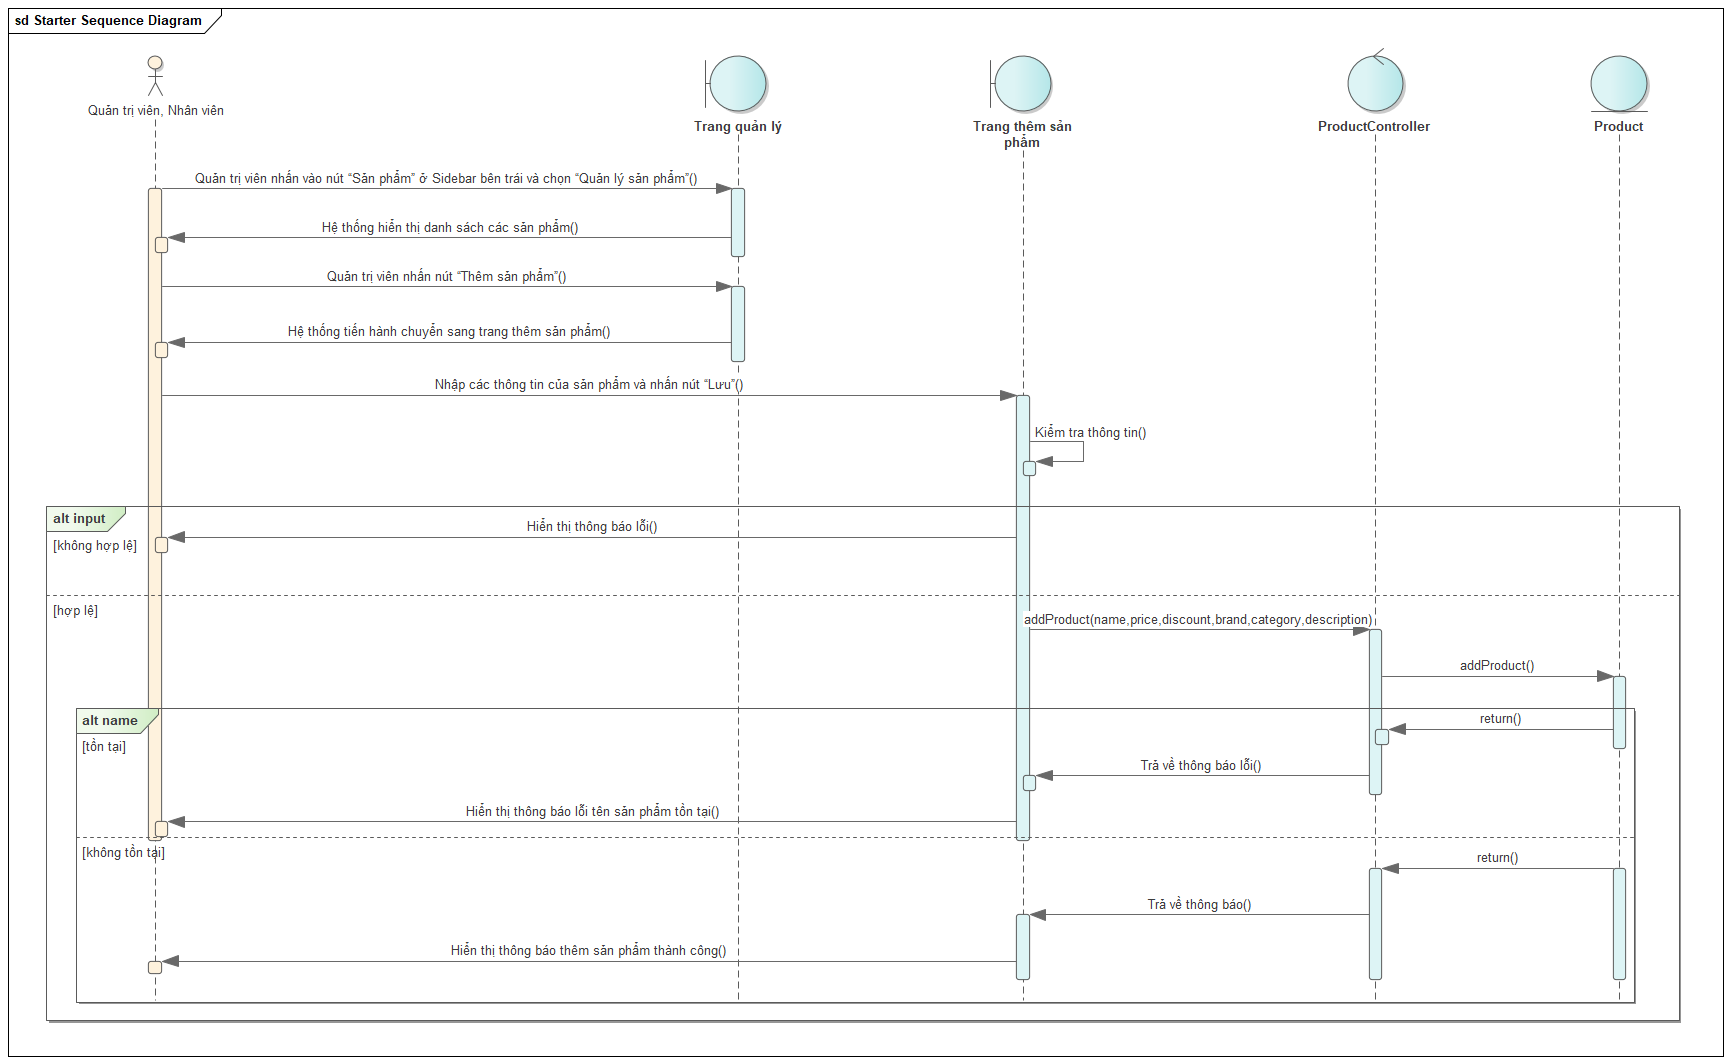 sd Starter Sequence Diagram
Quản trị viên, Nhân viên
Trang quản lý
Trang thêm sản
phẩm
ProductController
Product
Quản trị viên nhấn vào nút “Sản phẩm” ở Sidebar bên trái và chọn “Quản lý sản phẩm”()
Hệ thống hiển thị danh sách các sản phẩm()
Quản trị viên nhấn nút “Thêm sản phẩm”()
Hệ thống tiến hành chuyển sang trang thêm sản phẩm()
Nhập các thông tin của sản phẩm và nhấn nút “Lưu”()
Kiểm tra thông tin()
alt input
[không hợp lệ]
Hiển thị thông báo lỗi()
[hợp lệ]
addProduct(name,price,discount,brand,category,description)
addProduct()
alt name
[tồn tại]
return()
Trả về thông báo lỗi()
Hiển thị thông báo lỗi tên sản phẩm tồn tại()
[không tồn tại]
return()
Trả về thông báo()
Hiển thị thông báo thêm sản phẩm thành công()